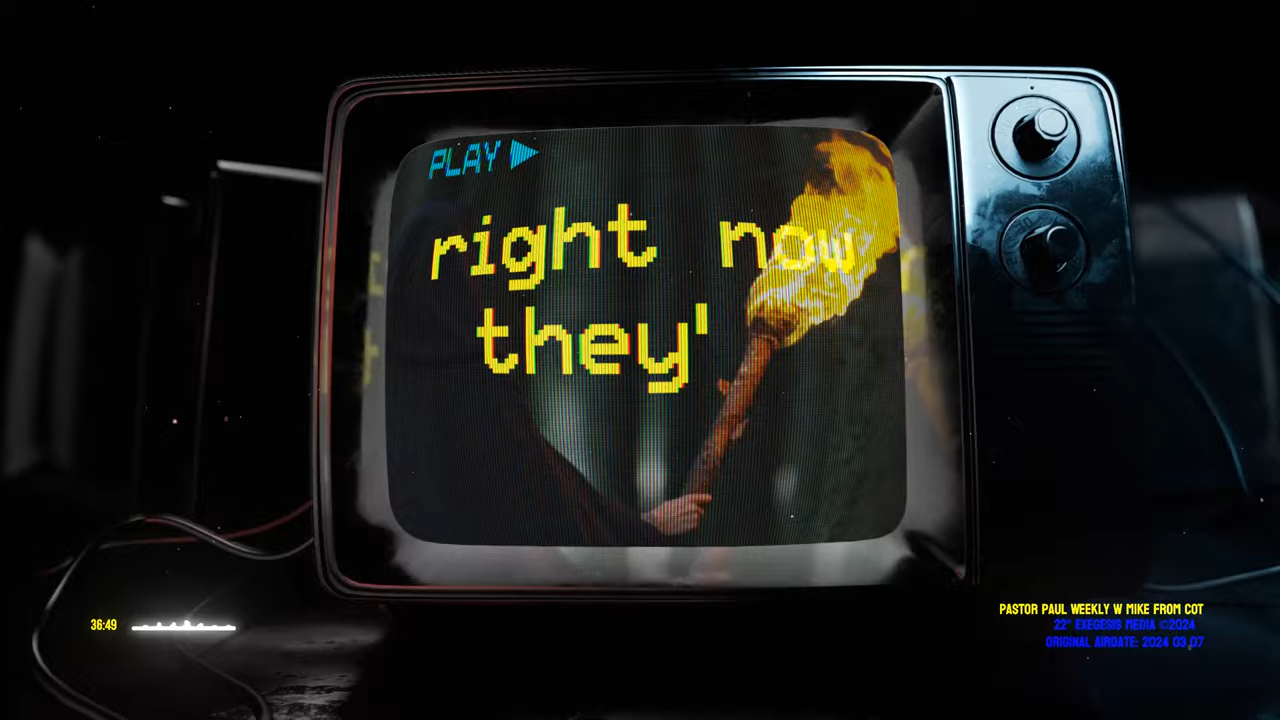 PLAY
right now
they'
36:49
PASTOR PAUL WEEKLY W MIKE FROM COT
22° EXEGESIS MEDIA ©2024
ORIGINAL AIRDATE: 2024 03,07